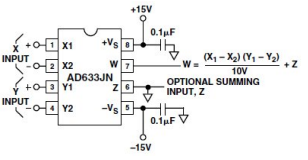 +15V
0.1µF
X
INPUT
+
–
1 X1
+VS 8
2 X2
W 7
AD633JN
W = (X1 – X2) (Y1 – Y2) / 10V + Z
Y
INPUT
+
–
3 Y1
Z 6
OPTIONAL SUMMING
INPUT, Z
4 Y2
–VS 5
0.1µF
–15V